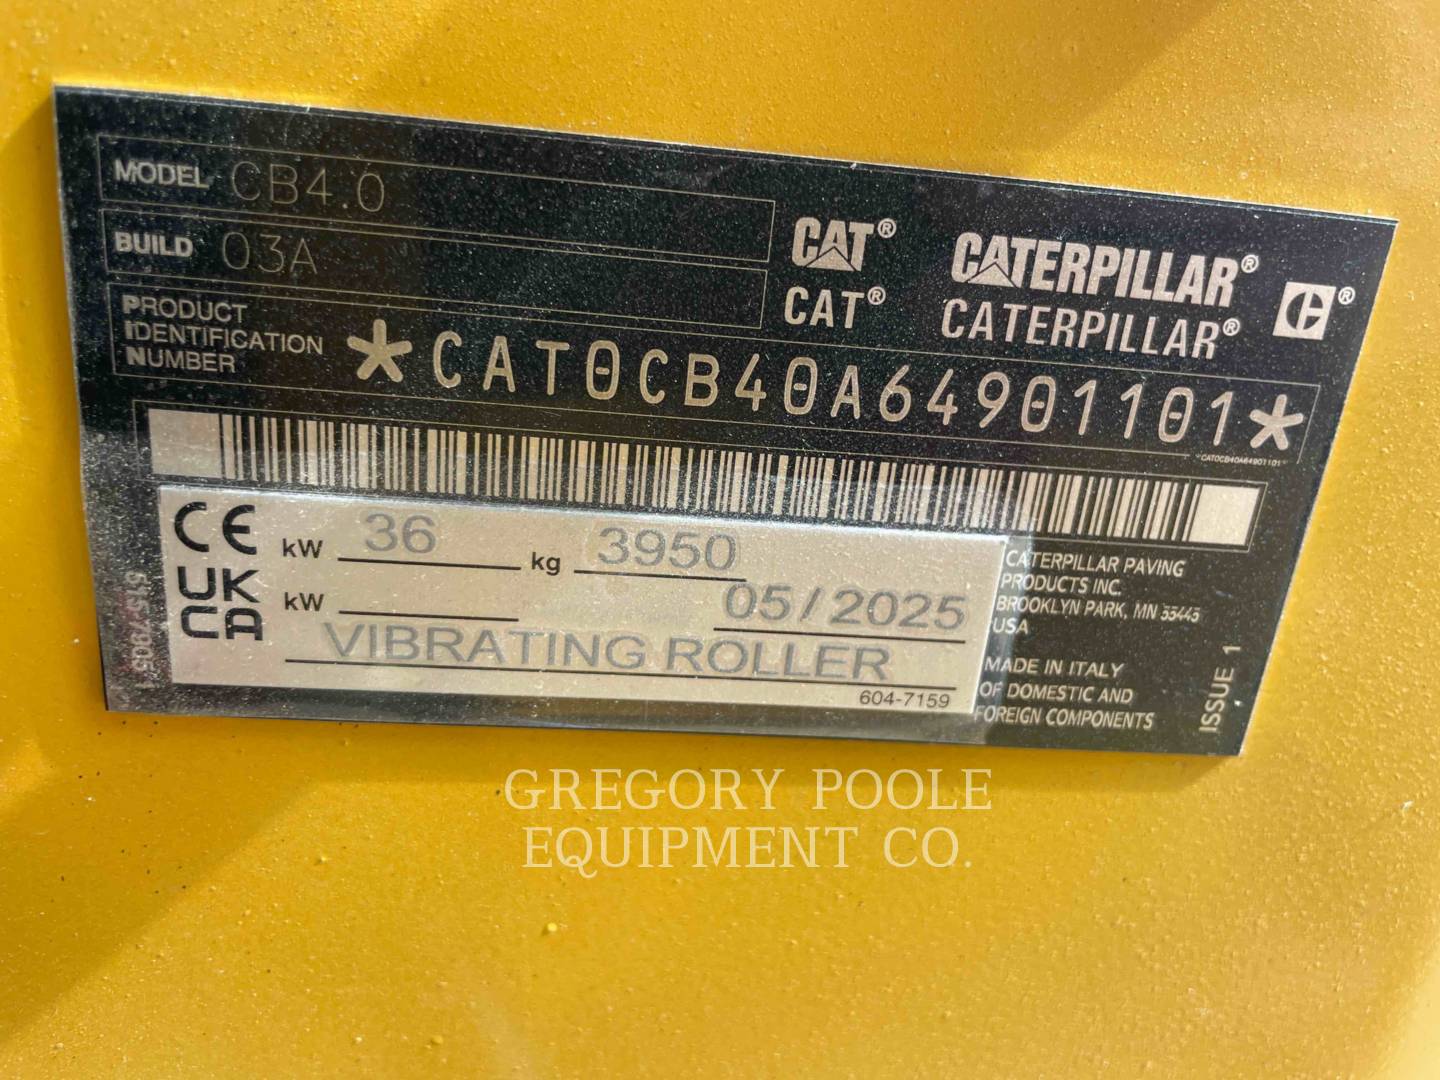 MODEL CB4.0
BUILD 03A
CAT® CATERPILLAR®
CAT® CATERPILLAR® C®
PRODUCT
IDENTIFICATION
NUMBER
*CAT0CB40A64901101*
*CAT0CB40A64901101*
CE kW 36 kg 3950
UK
CA kW 05/2025
VIBRATING ROLLER
604-7159
CATERPILLAR PAVING
PRODUCTS INC.
BROOKLYN PARK, MN
USA
MADE IN ITALY
OF DOMESTIC AND
FOREIGN COMPONENTS
ISSUE 1
GREGORY POOLE
EQUIPMENT CO.